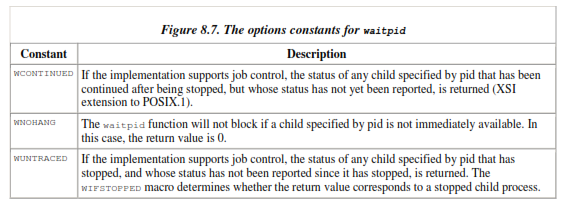 Figure 8.7. The options constants for waitpid
Constant Description
WCONTINUED If the implementation supports job control, the status of any child specified by pid that has been
continued after being stopped, but whose status has not yet been reported, is returned (XSI
extension to POSIX.1).
WNOHANG The waitpid function will not block if a child specified by pid is not immediately available. In
this case, the return value is 0.
WUNTRACED If the implementation supports job control, the status of any child specified by pid that has
stopped, and whose status has not been reported since it has stopped, is returned. The
WIFSTOPPED macro determines whether the return value corresponds to a stopped child process.